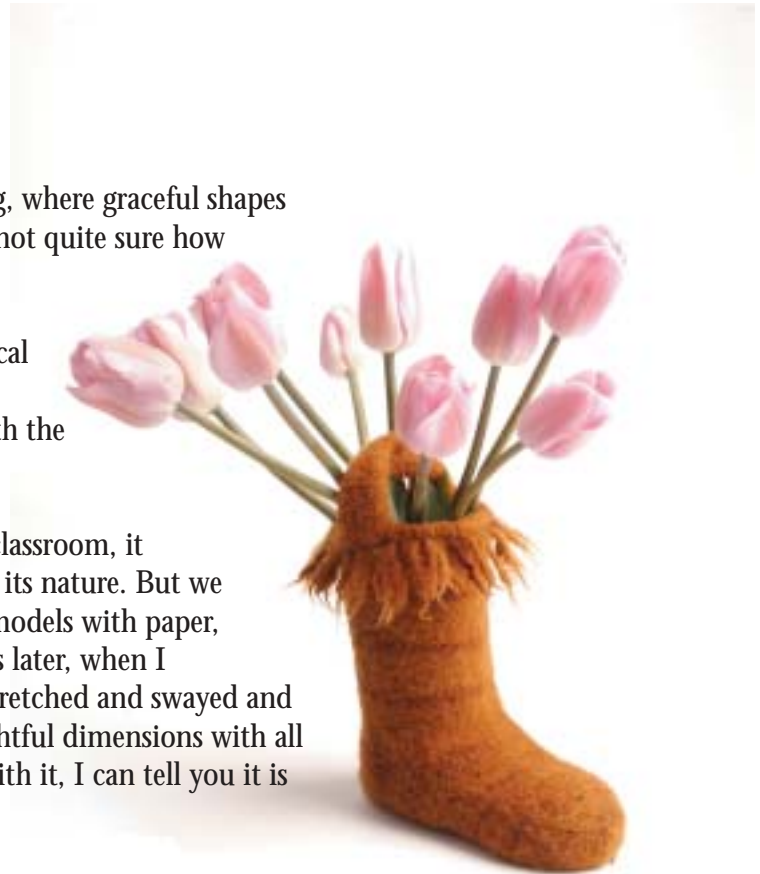 , where graceful shapes
not quite sure how
cal
th the
classroom, it
its nature. But we
models with paper,
s later, when I
retched and swayed and
htful dimensions with all
ith it, I can tell you it is